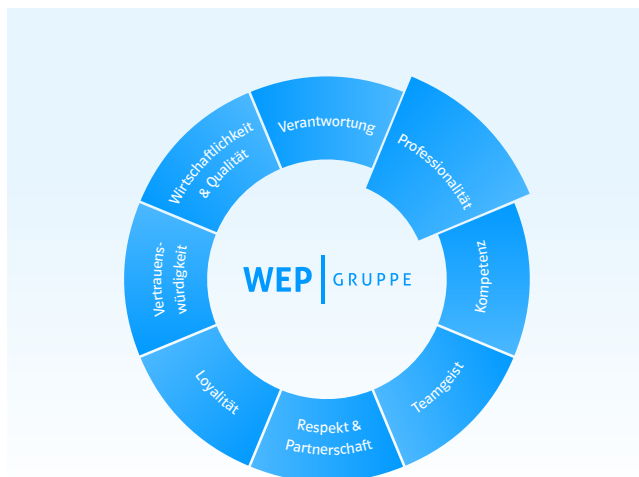 Verantwortung
Professionalität
Kompetenz
Teamgeist
Respekt &
Partnerschaft
Loyalität
Vertrauens-
würdigkeit
Wirtschaftlichkeit
& Qualität
WEP GRUPPE